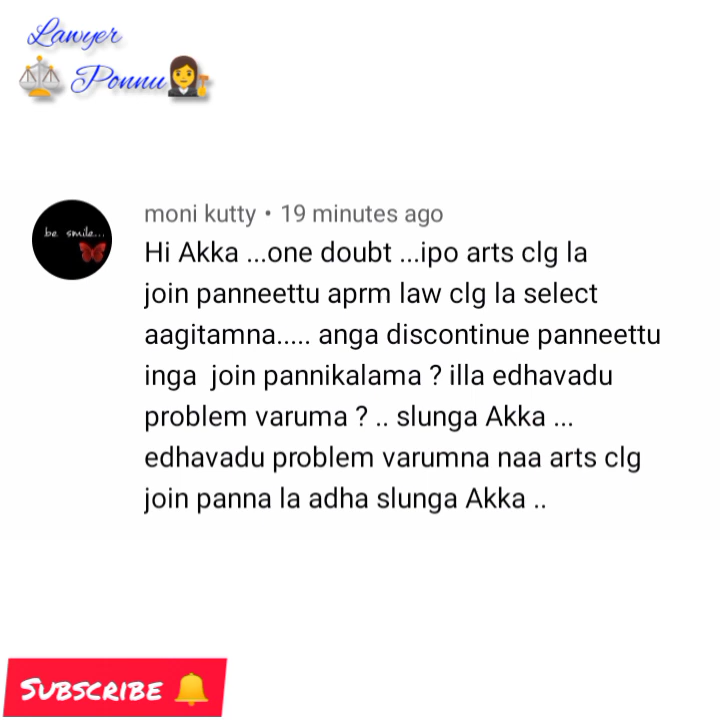 Lawyer
Ponnu
be smile...
moni kutty • 19 minutes ago
Hi Akka ...one doubt ...ipo arts clg la
join panneettu aprm law clg la select
aagitamna..... anga discontinue panneettu
inga join pannikalama ? illa edhavadu
problem varuma ? .. slunga Akka ...
edhavadu problem varumna naa arts clg
join panna la adha slunga Akka ..
SUBSCRIBE